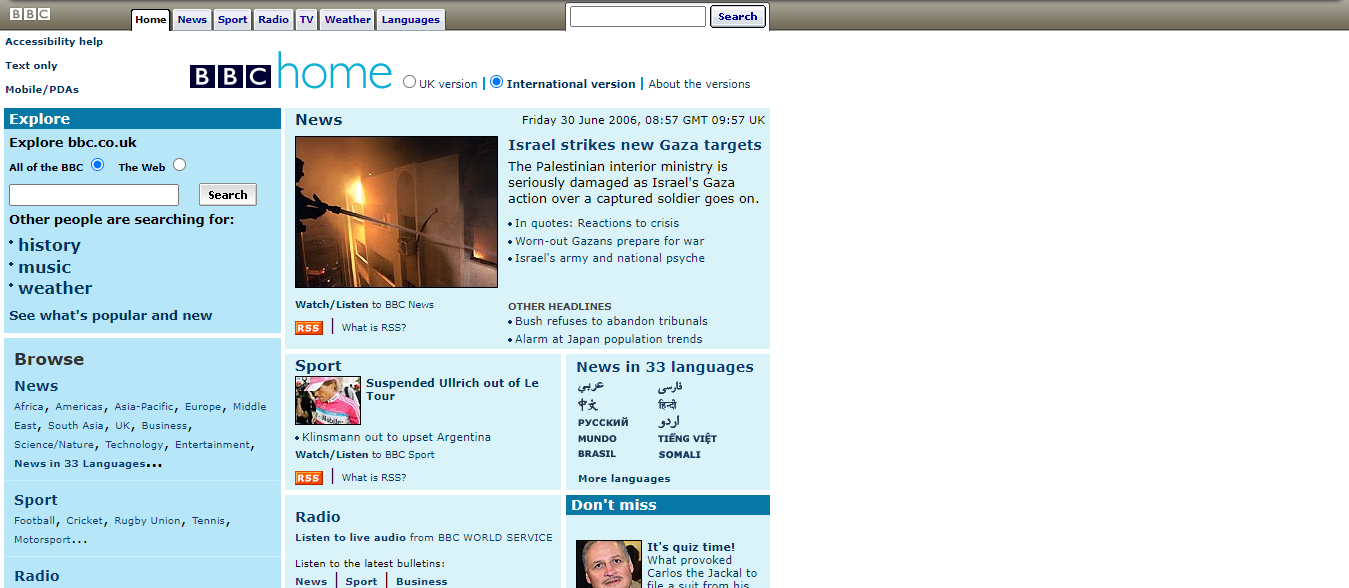 BBC
Home News Sport Radio TV Weather Languages Search
Accessibility help
Text only
Mobile/PDAs
BBC home UK version | International version | About the versions
Explore
Explore bbc.co.uk
All of the BBC The Web
Search
Other people are searching for:
history
music
weather
See what's popular and new
Browse
News
Africa, Americas, Asia-Pacific, Europe, Middle
East, South Asia, UK, Business,
Science/Nature, Technology, Entertainment,
News in 33 Languages...
Sport
Football, Cricket, Rugby Union, Tennis,
Motorsport...
Radio
News
Friday 30 June 2006, 08:57 GMT 09:57 UK
Israel strikes new Gaza targets
The Palestinian interior ministry is
seriously damaged as Israel's Gaza
action over a captured soldier goes on.
In quotes: Reactions to crisis
Worn-out Gazans prepare for war
Israel's army and national psyche
Watch/Listen to BBC News
RSS | What is RSS?
OTHER HEADLINES
Bush refuses to abandon tribunals
Alarm at Japan population trends
Sport
Suspended Ullrich out of Le
Tour
Klinsmann out to upset Argentina
Watch/Listen to BBC Sport
RSS | What is RSS?
News in 33 languages
عربي فارسی
中文 हिन्दी
РУССКИЙ اردو
MUNDO TIẾNG VIỆT
BRASIL SOMALI
More languages
Radio
Listen to live audio from BBC WORLD SERVICE
Listen to the latest bulletins:
News | Sport | Business
Don't miss
It's quiz time!
What provoked
Carlos the Jackal to
file a suit from his